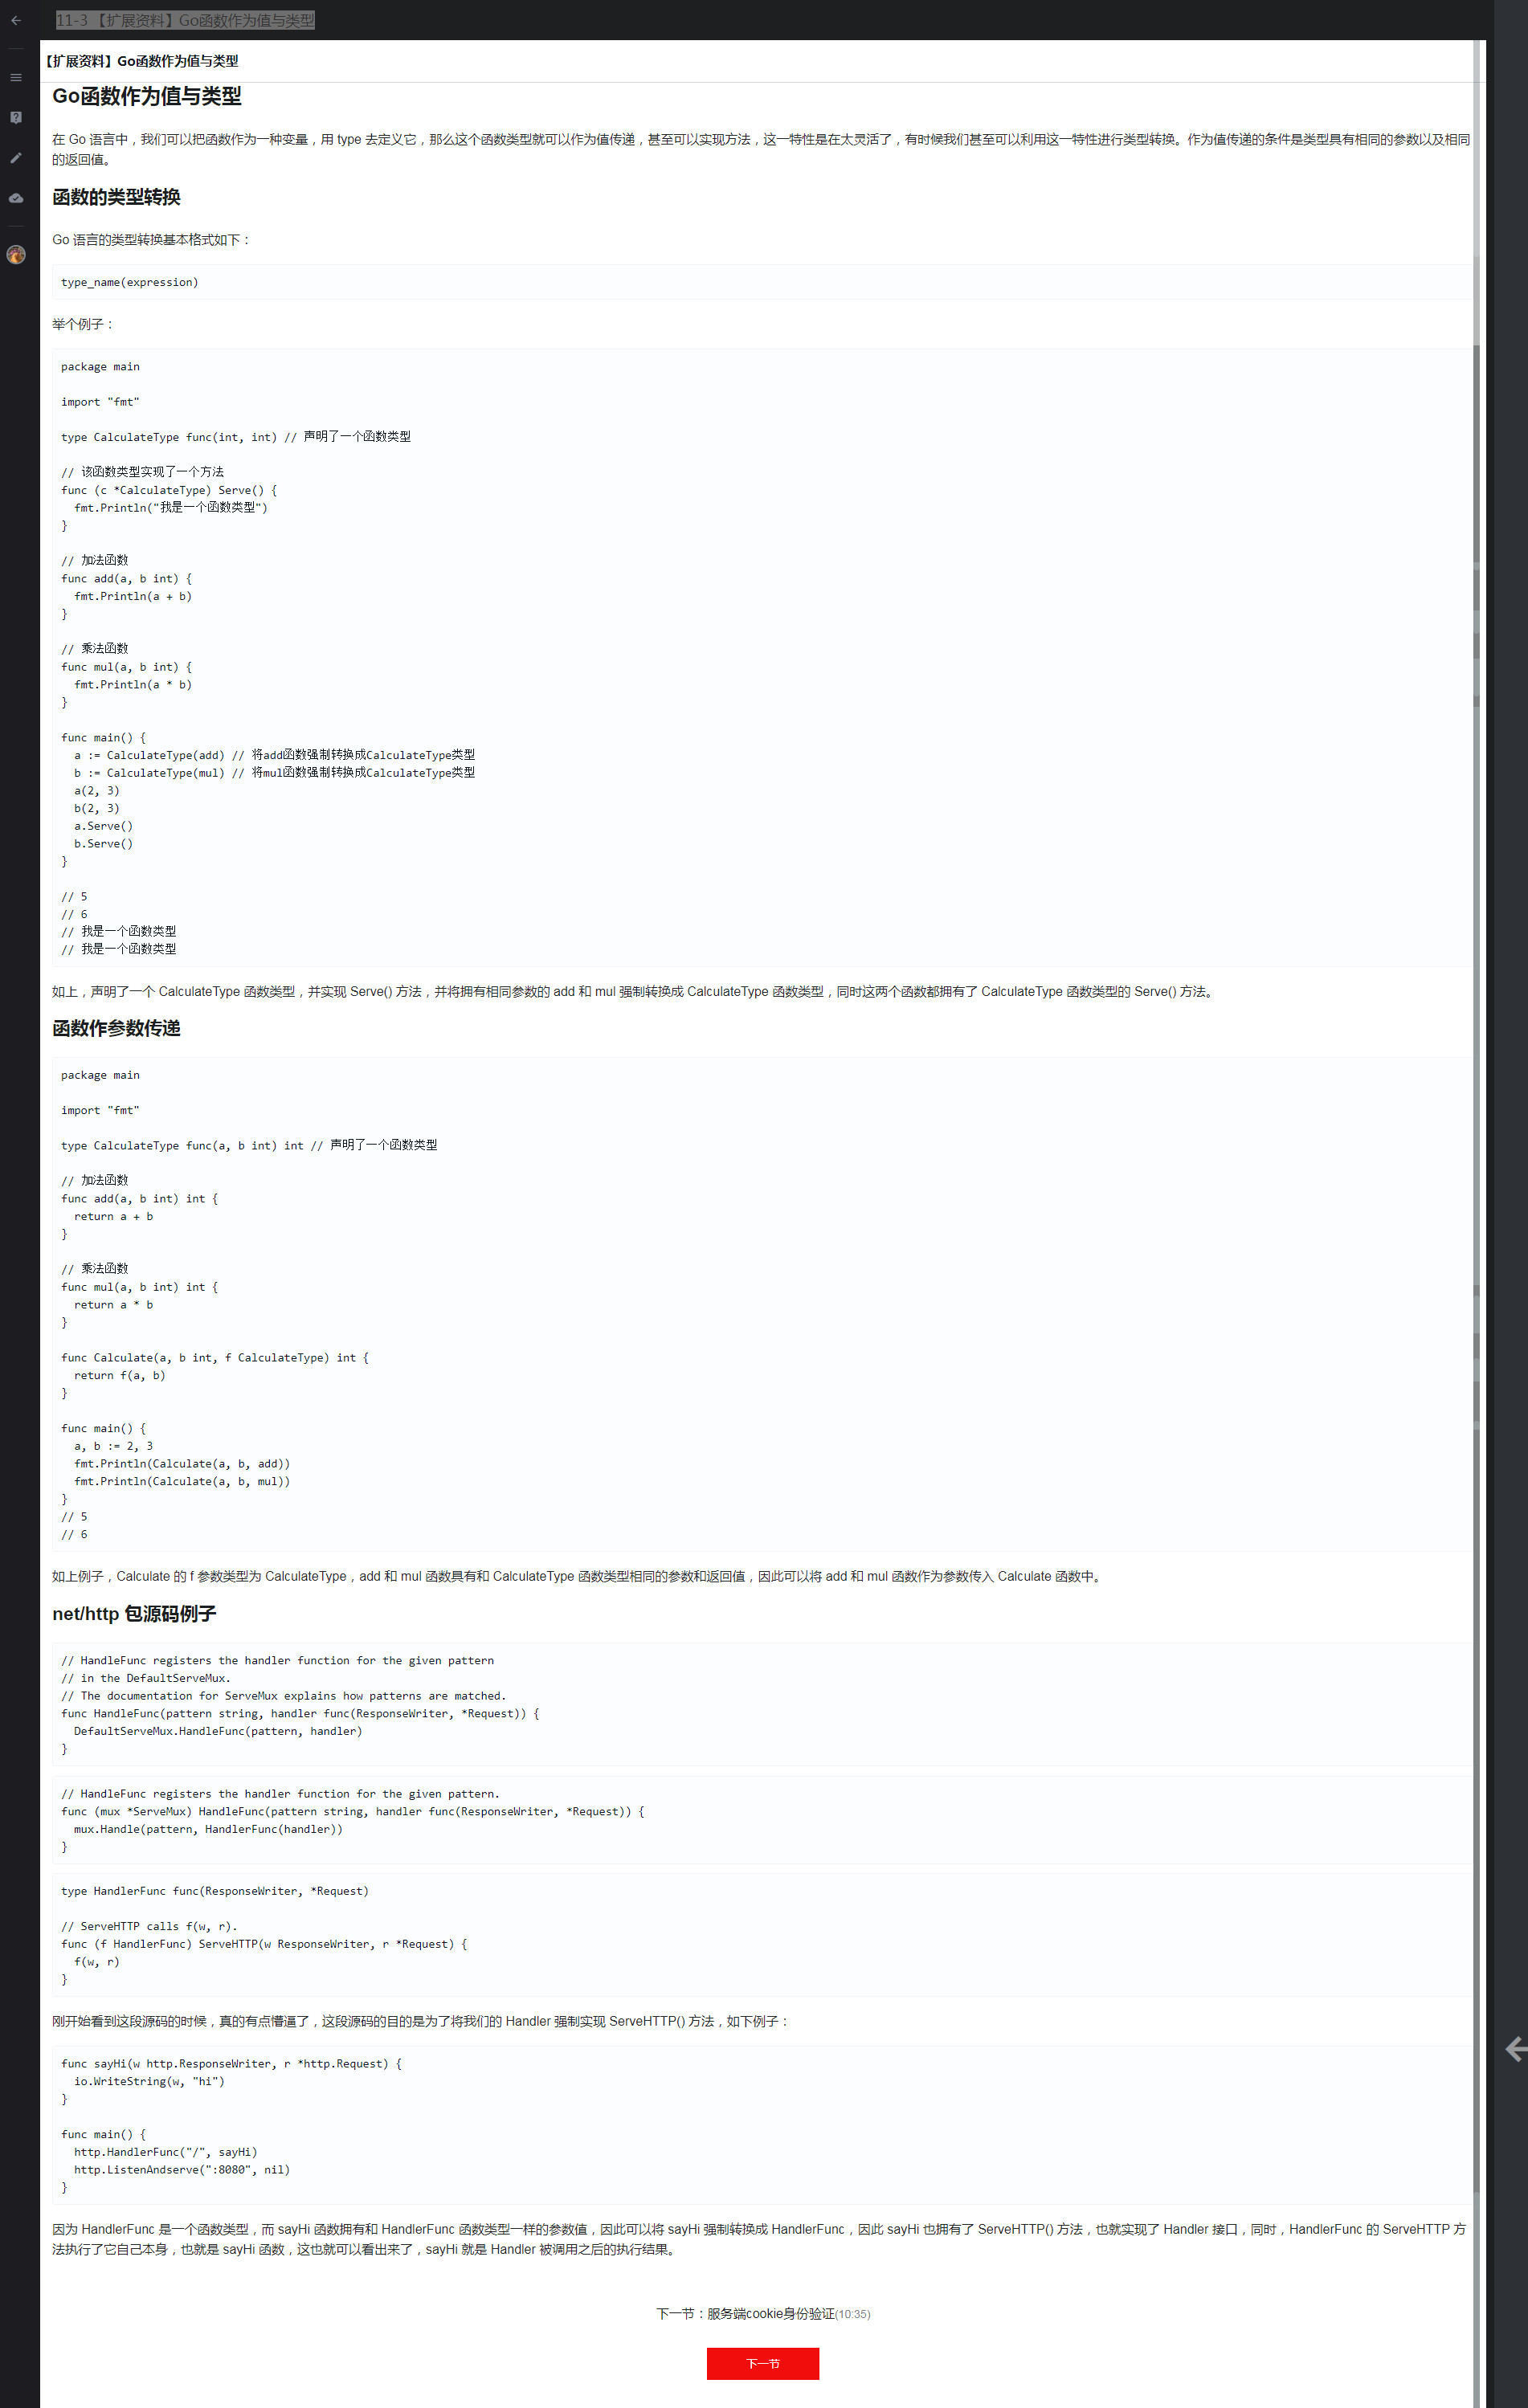 11-3 【扩展资料】Go函数作为值与类型
【扩展资料】Go函数作为值与类型
Go函数作为值与类型
在 Go 语言中，我们可以把函数作为一种变量，用 type 去定义它，那么这个函数类型就可以作为值传递，甚至可以实现方法，这一特性是在太灵活了，有时候我们甚至可以利用这一特性进行类型转换。作为值传递的条件是类型具有相同的参数以及相同
的返回值。
函数的类型转换
Go 语言的类型转换基本格式如下：
type_name(expression)
举个例子：
package main
import "fmt"
type CalculateType func(int, int) // 声明了一个函数类型
// 该函数类型实现了一个方法
func (c *CalculateType) Serve() {
  fmt.Println("我是一个函数类型")
}
// 加法函数
func add(a, b int) {
  fmt.Println(a + b)
}
// 乘法函数
func mul(a, b int) {
  fmt.Println(a * b)
}
func main() {
  a := CalculateType(add) // 将add函数强制转换成CalculateType类型
  b := CalculateType(mul) // 将mul函数强制转换成CalculateType类型
  a(2, 3)
  b(2, 3)
  a.Serve()
  b.Serve()
}
// 5
// 6
// 我是一个函数类型
// 我是一个函数类型
如上，声明了一个 CalculateType 函数类型，并实现 Serve() 方法，并将拥有相同参数的 add 和 mul 强制转换成 CalculateType 函数类型，同时这两个函数都拥有了 CalculateType 函数类型的 Serve() 方法。
函数作参数传递
package main
import "fmt"
type CalculateType func(a, b int) int // 声明了一个函数类型
// 加法函数
func add(a, b int) int {
  return a + b
}
// 乘法函数
func mul(a, b int) int {
  return a * b
}
func Calculate(a, b int, f CalculateType) int {
  return f(a, b)
}
func main() {
  a, b := 2, 3
  fmt.Println(Calculate(a, b, add))
  fmt.Println(Calculate(a, b, mul))
}
// 5
// 6
如上例子，Calculate 的 f 参数类型为 CalculateType，add 和 mul 函数具有和 CalculateType 函数类型相同的参数和返回值，因此可以将 add 和 mul 函数作为参数传入 Calculate 函数中。
net/http 包源码例子
// HandleFunc registers the handler function for the given pattern
// in the DefaultServeMux.
// The documentation for ServeMux explains how patterns are matched.
func HandleFunc(pattern string, handler func(ResponseWriter, *Request)) {
  DefaultServeMux.HandleFunc(pattern, handler)
}
// HandleFunc registers the handler function for the given pattern.
func (mux *ServeMux) HandleFunc(pattern string, handler func(ResponseWriter, *Request)) {
  mux.Handle(pattern, HandlerFunc(handler))
}
type HandlerFunc func(ResponseWriter, *Request)
// ServeHTTP calls f(w, r).
func (f HandlerFunc) ServeHTTP(w ResponseWriter, r *Request) {
  f(w, r)
}
刚开始看到这段源码的时候，真的有点懵逼了，这段源码的目的是为了将我们的 Handler 强制实现 ServeHTTP() 方法，如下例子：
func sayHi(w http.ResponseWriter, r *http.Request) {
  io.WriteString(w, "hi")
}
func main() {
  http.HandlerFunc("/", sayHi)
  http.ListenAndserve(":8080", nil)
}
因为 HandlerFunc 是一个函数类型，而 sayHi 函数拥有和 HandlerFunc 函数类型一样的参数值，因此可以将 sayHi 强制转换成 HandlerFunc，因此 sayHi 也拥有了 ServeHTTP() 方法，也就实现了 Handler 接口，同时，HandlerFunc 的 ServeHTTP 方
法执行了它自己本身，也就是 sayHi 函数，这也就可以看出来了，sayHi 就是 Handler 被调用之后的执行结果。
下一节：服务端cookie身份验证(10:35)
下一节